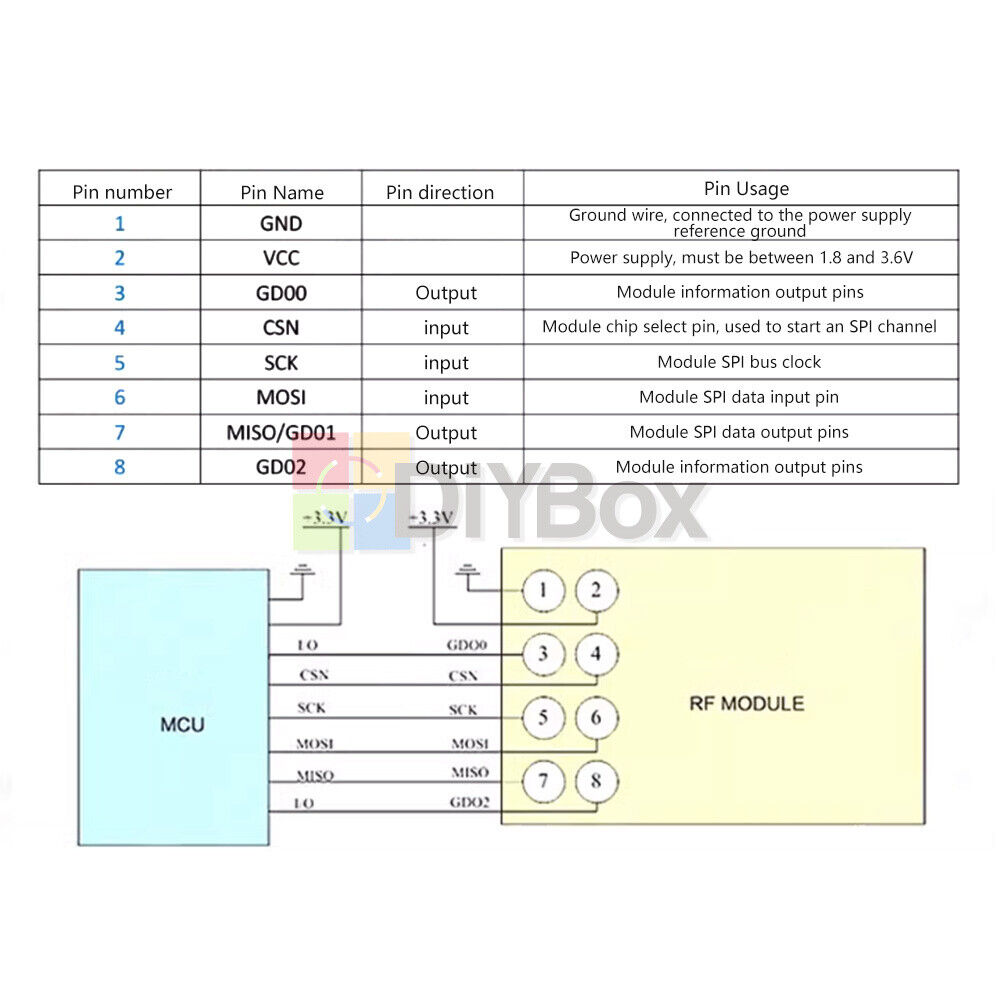 Pin number Pin Name Pin direction Pin Usage
1 GND Ground wire, connected to the power supply
reference ground
2 VCC Power supply, must be between 1.8 and 3.6V
3 GD00 Output Module information output pins
4 CSN input Module chip select pin, used to start an SPI channel
5 SCK input Module SPI bus clock
6 MOSI input Module SPI data input pin
7 MISO/GD01 Output Module SPI data output pins
8 GD02 Output Module information output pins
DiYBox
+3.3V +3.3V
1 2
I.O GDO0 3 4
CSN CSN
SCK SCK 5 6
MCU RF MODULE
MOSI MOSI
MISO MISO 7 8
I.O GDO2